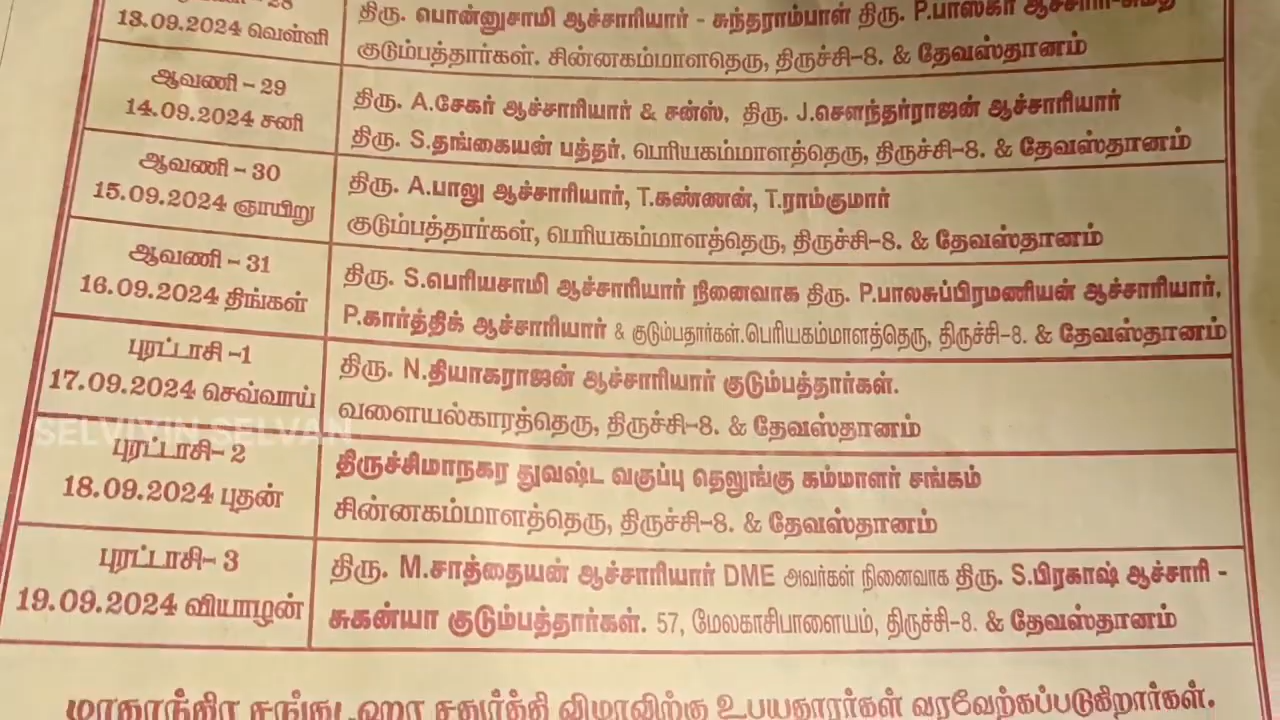 - 28
13.09.2024 வெள்ளி
திரு. பொன்னுசாமி ஆச்சாரியார் - சுந்தராம்பாள் திரு. P.பாஸ்கர்
குடும்பத்தார்கள். சின்னகம்மாளதெரு, திருச்சி-8. & தேவஸ்தானம்
ஆவணி - 29
14.09.2024 சனி
திரு. A.சேகர் ஆச்சாரியார் & சன்ஸ், திரு. J.சௌந்தர்ராஜன் ஆச்சாரியார்
திரு. S.தங்கையன் பத்தர். பெரியகம்மாளத்தெரு, திருச்சி-8. & தேவஸ்தானம்
ஆவணி - 30
15.09.2024 ஞாயிறு
திரு. A.பாலு ஆச்சாரியார், T.கண்ணன், T.ராம்குமார்
குடும்பத்தார்கள், பெரியகம்மாளத்தெரு, திருச்சி-8. & தேவஸ்தானம்
ஆவணி - 31
16.09.2024 திங்கள்
திரு. S.பெரியசாமி ஆச்சாரியார் நினைவாக திரு. P.பாலசுப்பிரமணியன் ஆச்சாரியார்.
P.கார்த்திக் ஆச்சாரியார் & குடும்பதார்கள்.பெரியகம்மாளத்தெரு, திருச்சி-8. & தேவஸ்தானம்
புரட்டாசி -1
17.09.2024 செவ்வாய்
திரு. N.தியாகராஜன் ஆச்சாரியார் குடும்பத்தார்கள்.
வளையல்காரத்தெரு, திருச்சி-8. & தேவஸ்தானம்
SELVIYIN SELVAN
புரட்டாசி- 2
18.09.2024 புதன்
திருச்சிமாநகர துவஷ்ட வகுப்பு தெலுங்கு கம்மாளர் சங்கம்
சின்னகம்மாளத்தெரு, திருச்சி-8. & தேவஸ்தானம்
புரட்டாசி- 3
19.09.2024 வியாழன்
திரு. M.சாத்தையன் ஆச்சாரியார் DME அவர்கள் நினைவாக திரு. S.பிரகாஷ் ஆச்சாரி -
சுகன்யா குடும்பத்தார்கள். 57, மேலகாசிபாளையம், திருச்சி-8. & தேவஸ்தானம்
மாதாந்திர சங்கடஹர சதுர்த்தி விழாவிற்கு உபயதாரர்கள் வரவேற்கப்படுகிறார்கள்.